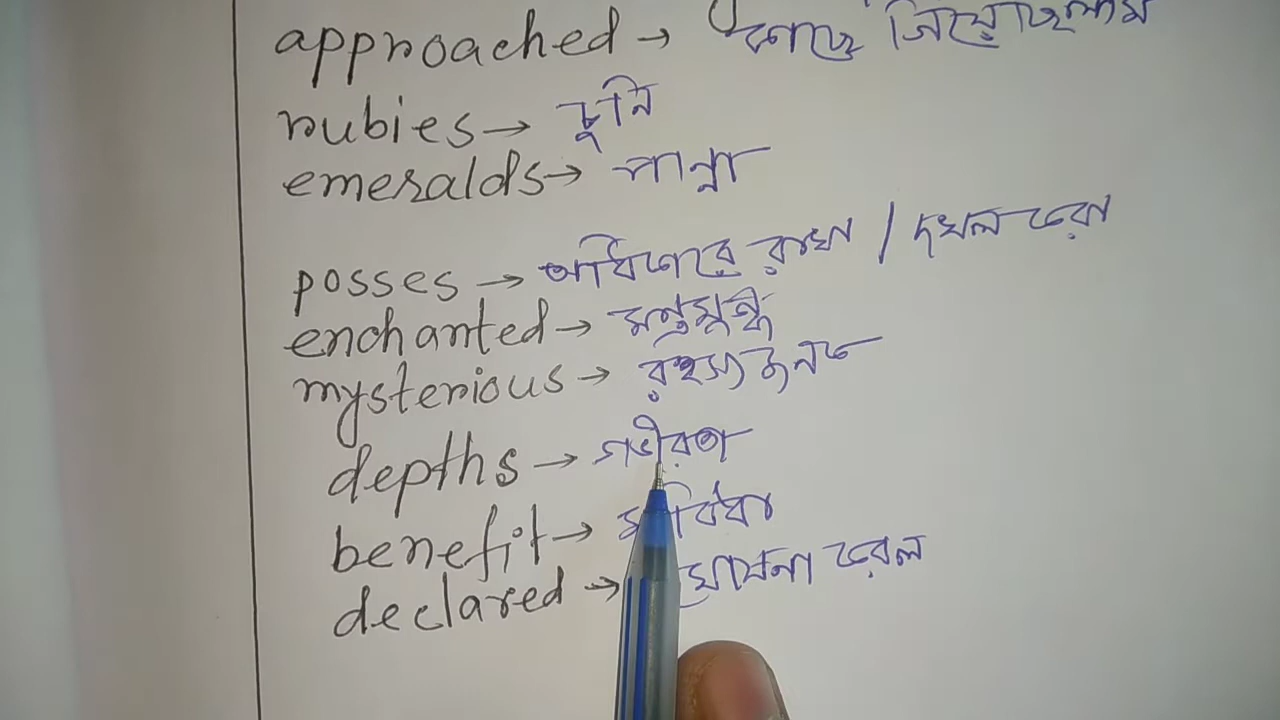 approached → কাছে গিয়েছিলাম
rubies → চুনি
emeralds → পান্না
posses → অধিকারে রাখা / দখল করা
enchanted → মন্ত্রমুগ্ধ
mysterious → রহস্যজনক
depths → গভীরতা
benefit → সুবিধা
declared → ঘোষনা করল